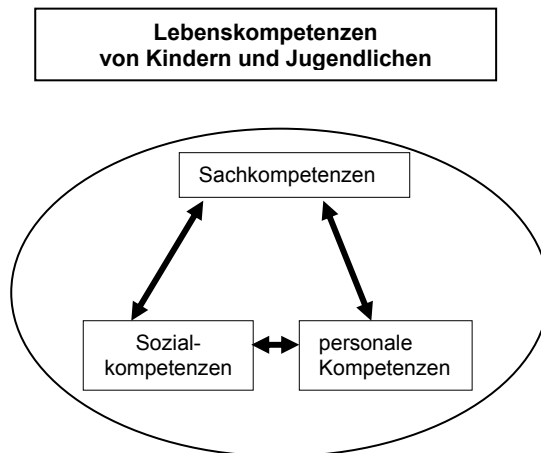 Lebenskompetenzen
von Kindern und Jugendlichen
Sachkompetenzen
Sozial-
kompetenzen
personale
Kompetenzen